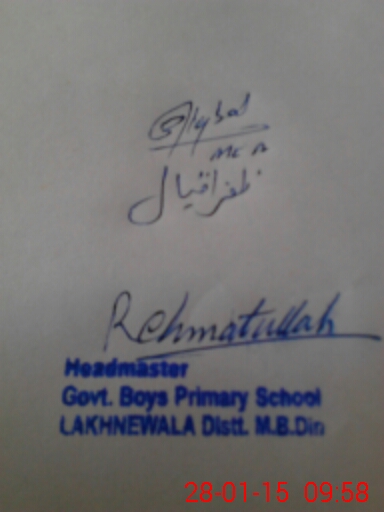 Iqbal
ظفر اقبال
Rehmatullah
Headmaster
Govt. Boys Primary School
LAKHNEWALA Distt. M.B.Din
28-01-15 09:58